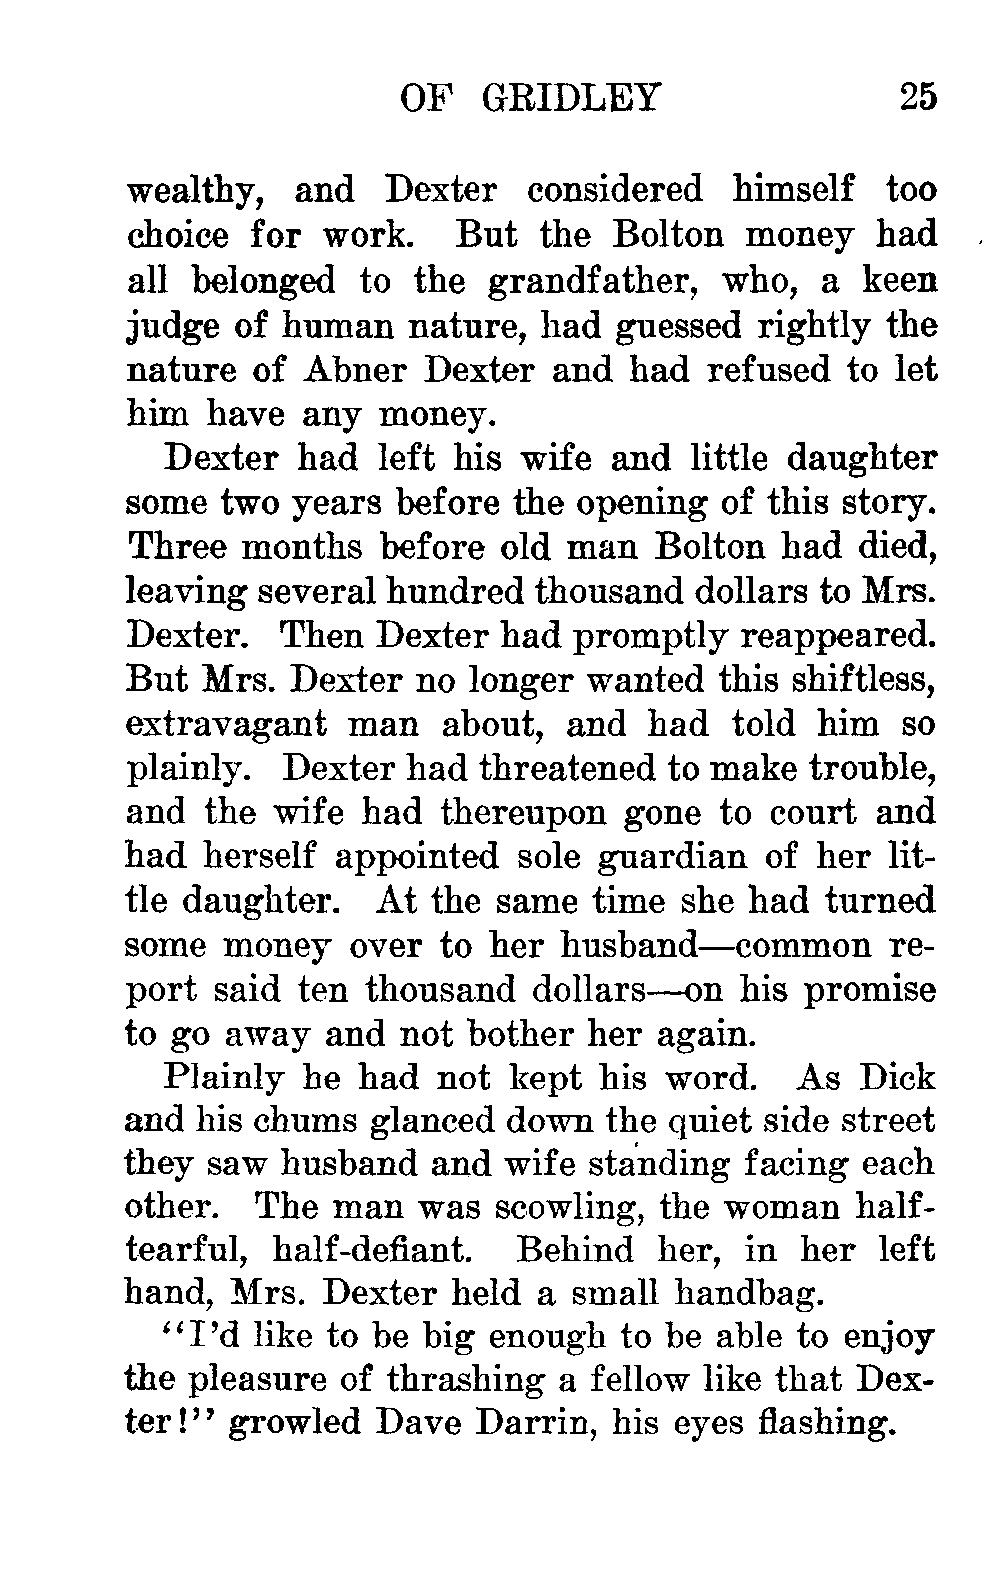 OF GRIDLEY 25
wealthy, and Dexter considered himself too
choice for work. But the Bolton money had
all belonged to the grandfather, who, a keen
judge of human nature, had guessed rightly the
nature of Abner Dexter and had refused to let
him have any money.
Dexter had left his wife and little daughter
some two years before the opening of this story.
Three months before old man Bolton had died,
leaving several hundred thousand dollars to Mrs.
Dexter. Then Dexter had promptly reappeared.
But Mrs. Dexter no longer wanted this shiftless,
extravagant man about, and had told him so
plainly. Dexter had threatened to make trouble,
and the wife had thereupon gone to court and
had herself appointed sole guardian of her lit-
tle daughter. At the same time she had turned
some money over to her husband—common re-
port said ten thousand dollars—on his promise
to go away and not bother her again.
Plainly he had not kept his word. As Dick
and his chums glanced down the quiet side street
they saw husband and wife standing facing each
other. The man was scowling, the woman half-
tearful, half-defiant. Behind her, in her left
hand, Mrs. Dexter held a small handbag.
“I’d like to be big enough to be able to enjoy
the pleasure of thrashing a fellow like that Dex-
ter!” growled Dave Darrin, his eyes flashing.